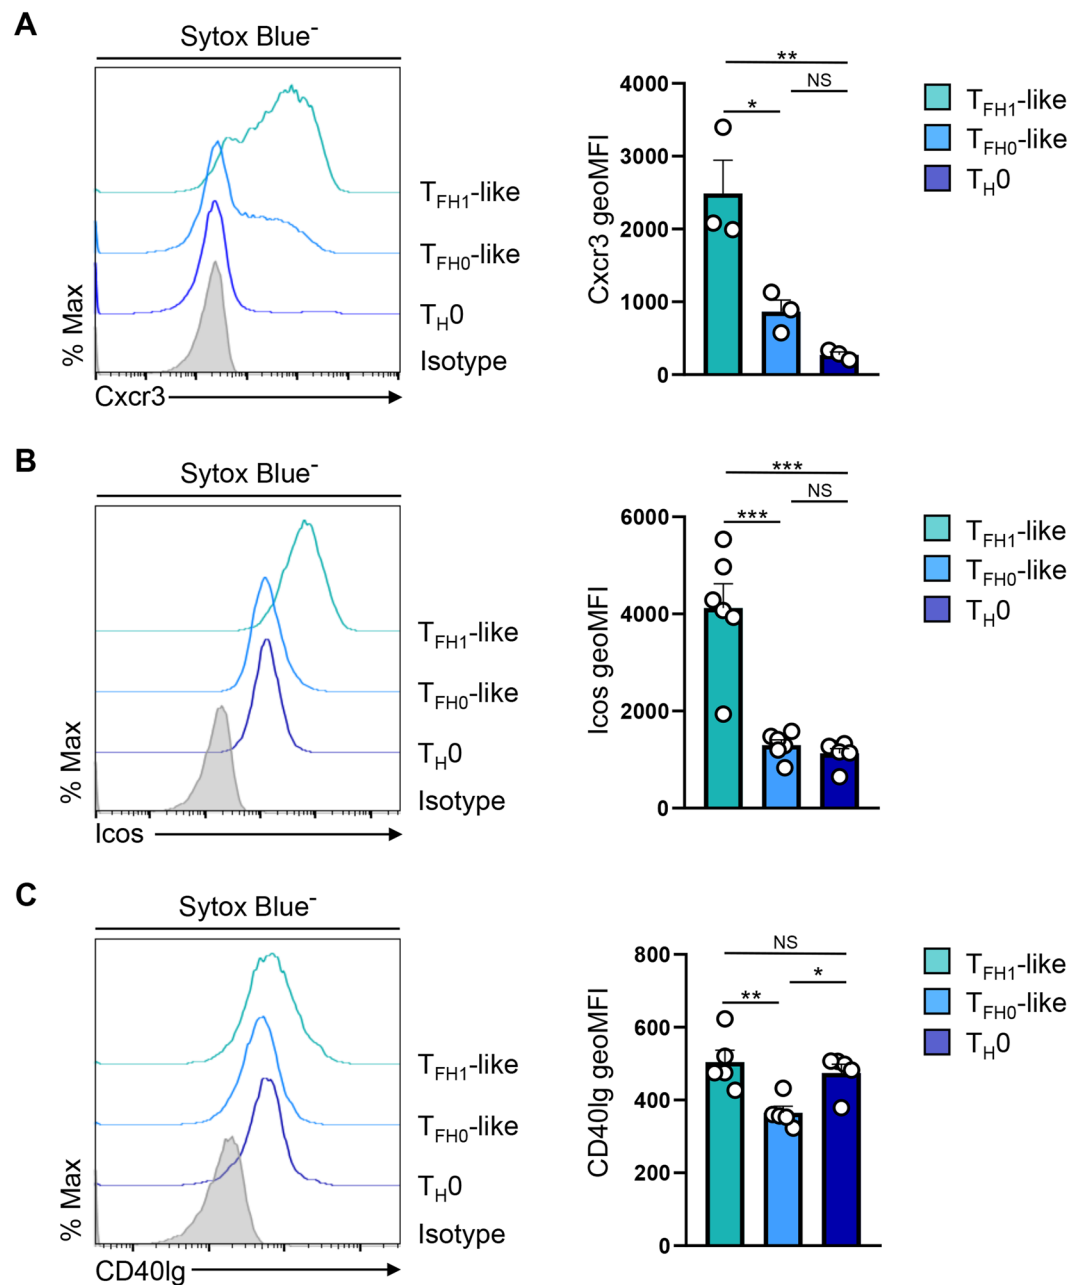 A
Sytox Blue-
% Max
TFH1-like
TFH0-like
TH0
Isotype
Cxcr3
Cxcr3 geoMFI
4000
3000
2000
1000
0
**
NS
*
TFH1-like
TFH0-like
TH0
B
Sytox Blue-
% Max
TFH1-like
TFH0-like
TH0
Isotype
Icos
Icos geoMFI
6000
4000
2000
0
***
NS
***
TFH1-like
TFH0-like
TH0
C
Sytox Blue-
% Max
TFH1-like
TFH0-like
TH0
Isotype
CD40lg
CD40lg geoMFI
800
600
400
200
0
NS
*
**
TFH1-like
TFH0-like
TH0